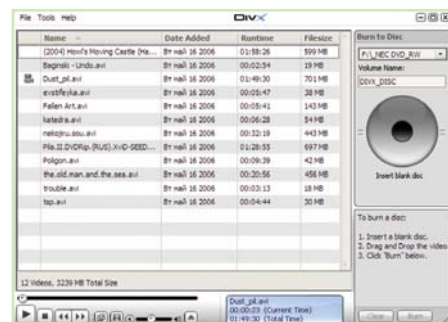 File Tools Help
DivX
Name Date Added Runtime Filesize
(2004) Howl's Moving Castle (Ha... Вт май 16 2006 01:58:26 599 MB
Beginski - Undo.avi Вт май 16 2006 00:02:54 19 MB
Dust_pil.avi Вт май 16 2006 01:49:30 701 MB
evstifeyka.avi Вт май 16 2006 00:05:47 38 MB
Fallen Art.avi Вт май 16 2006 00:05:41 143 MB
katedra.avi Вт май 16 2006 00:06:28 54 MB
nekojiru.sou.avi Вт май 16 2006 00:32:19 443 MB
Pila.II.DVDRip.(RUS).XviD-SEED... Вт май 16 2006 01:28:55 697 MB
Poligon.avi Вт май 16 2006 00:09:39 42 MB
the.old.man.and.the.sea.avi Вт май 16 2006 00:20:56 456 MB
trouble.avi Вт май 16 2006 00:03:13 18 MB
tsp.avi Вт май 16 2006 00:04:44 30 MB
12 Videos, 3239 MB Total Size
Dust_pil.avi
00:00:23 (Current Time)
01:49:30 (Total Time)
Burn to Disc
F:\_NEC DVD_RW
Volume Name:
DIVX_DISC
Insert blank disc
To burn a disc:
1. Insert a blank disc.
2. Drag and Drop the video
3. Click 'Burn' below.
Clear Burn